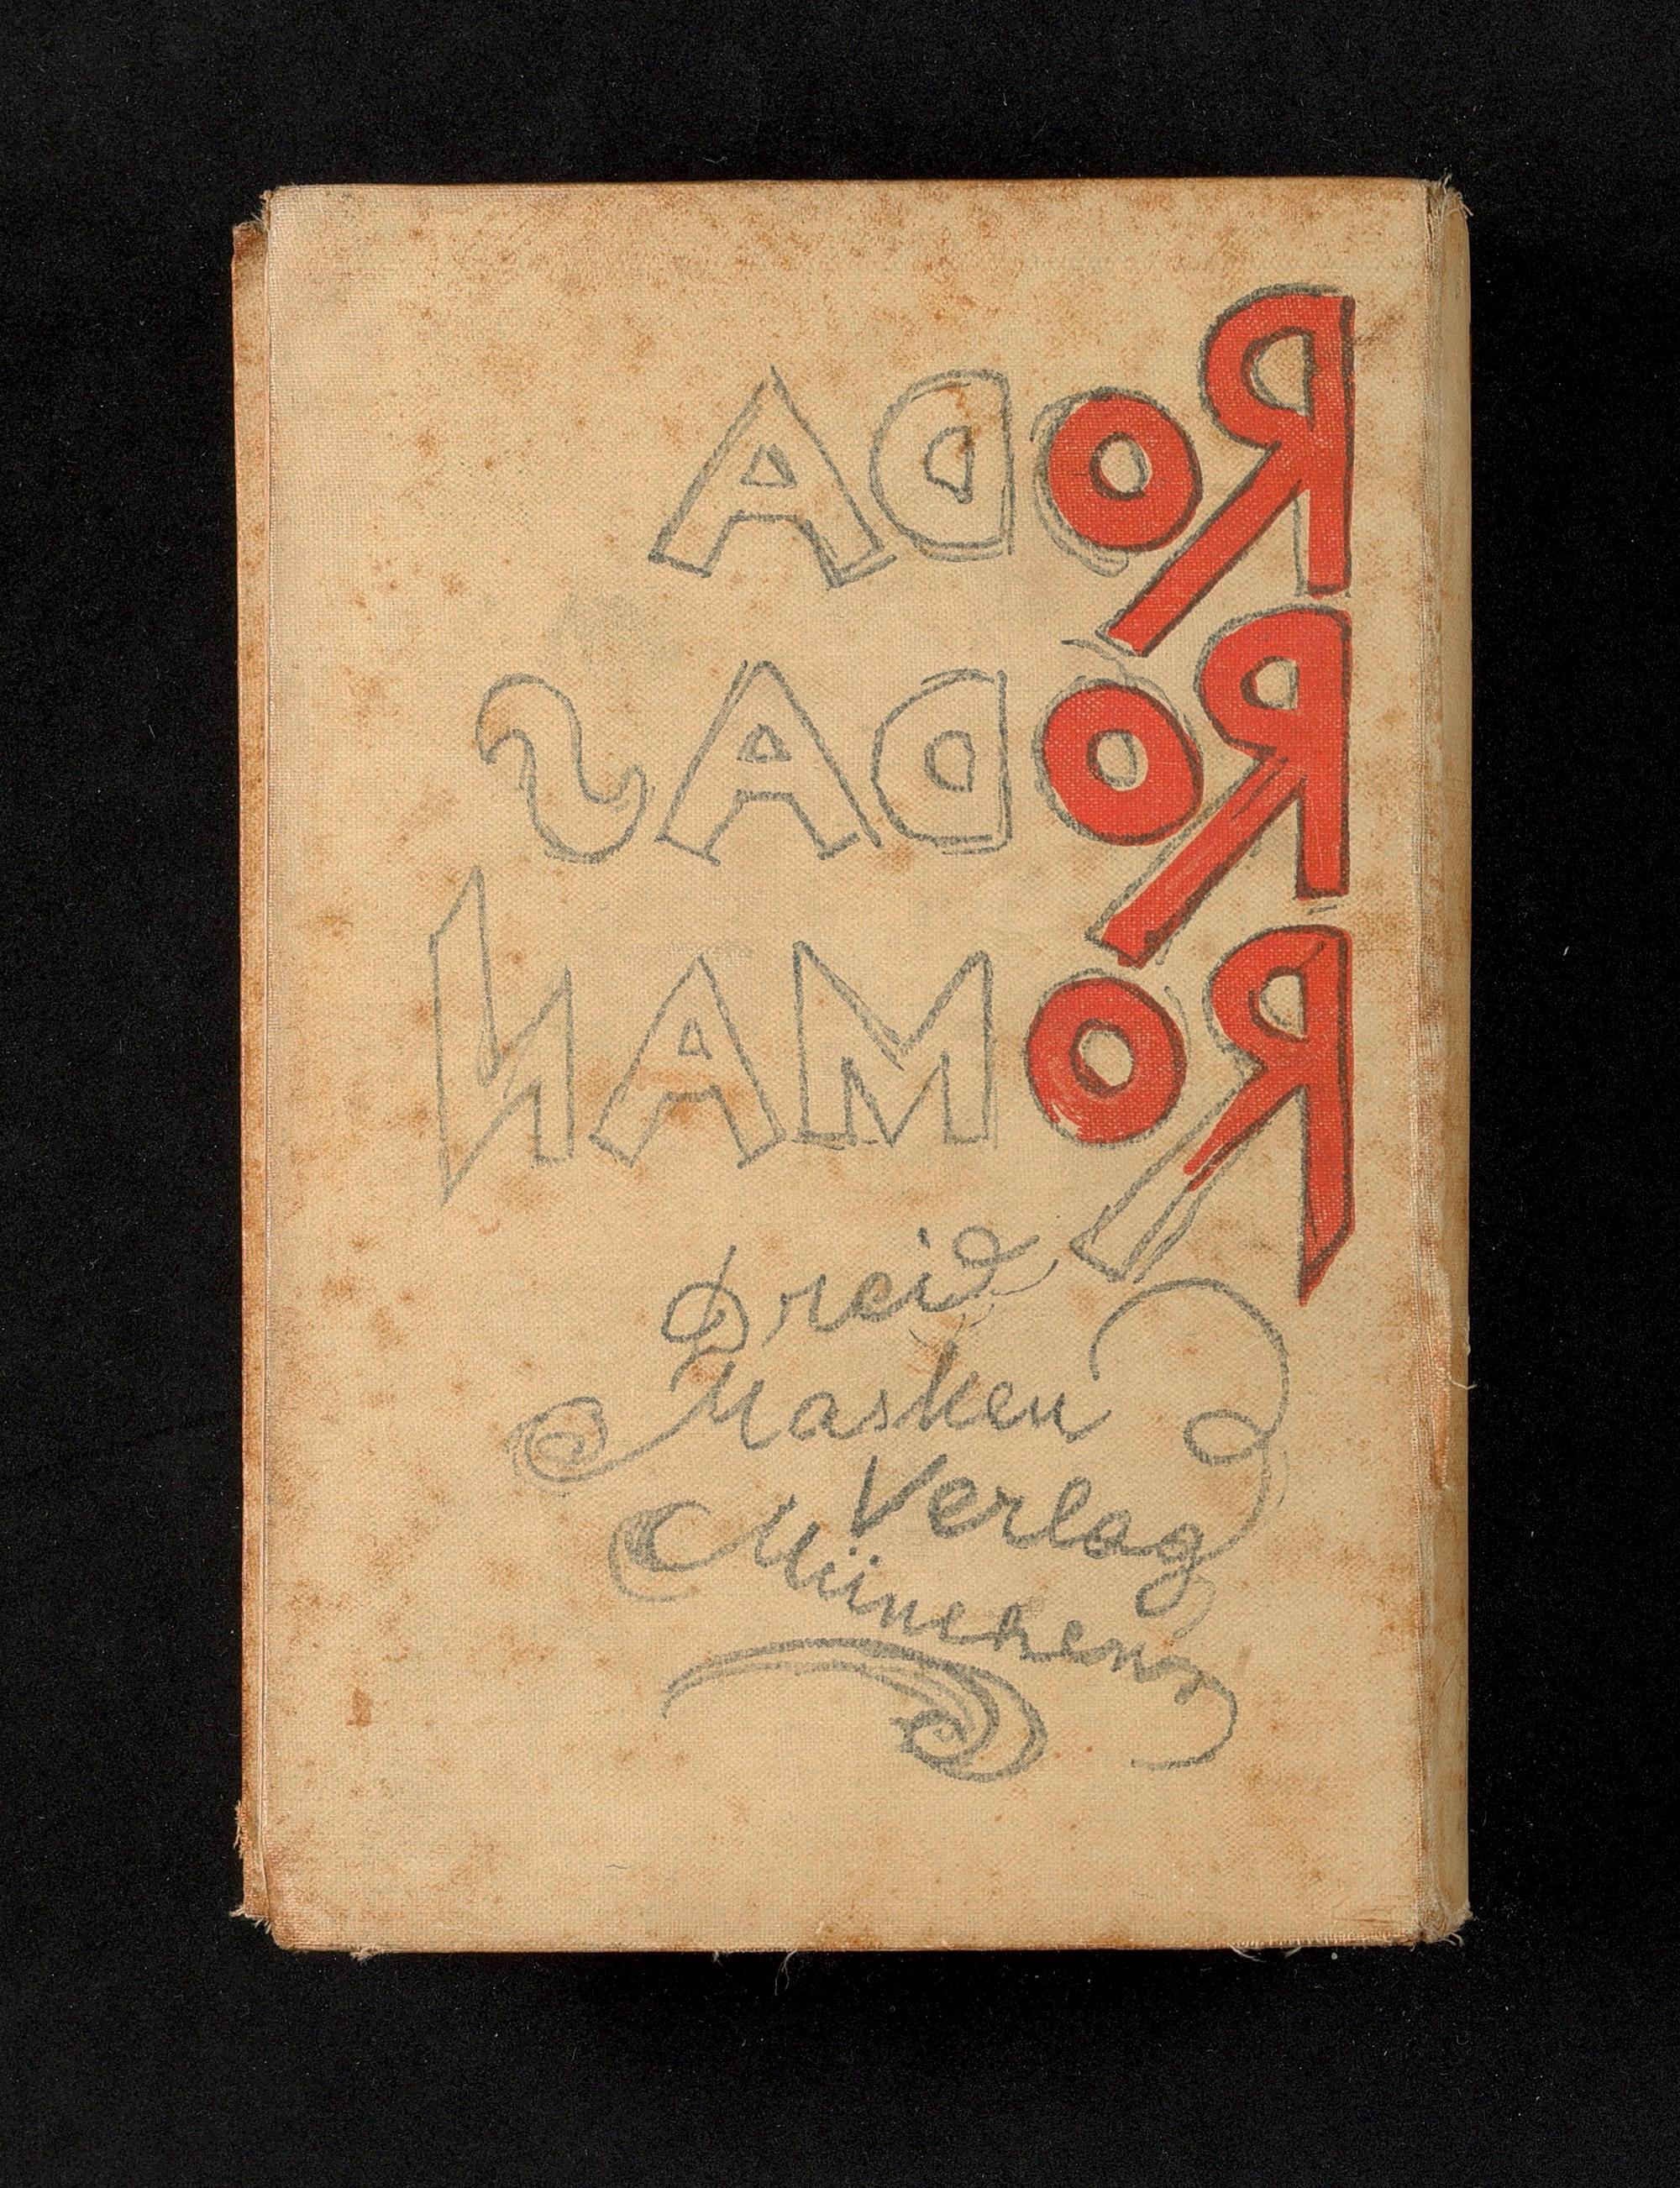 RODA
RODAS
ROMAN
Drei
Masken
Verlag
München